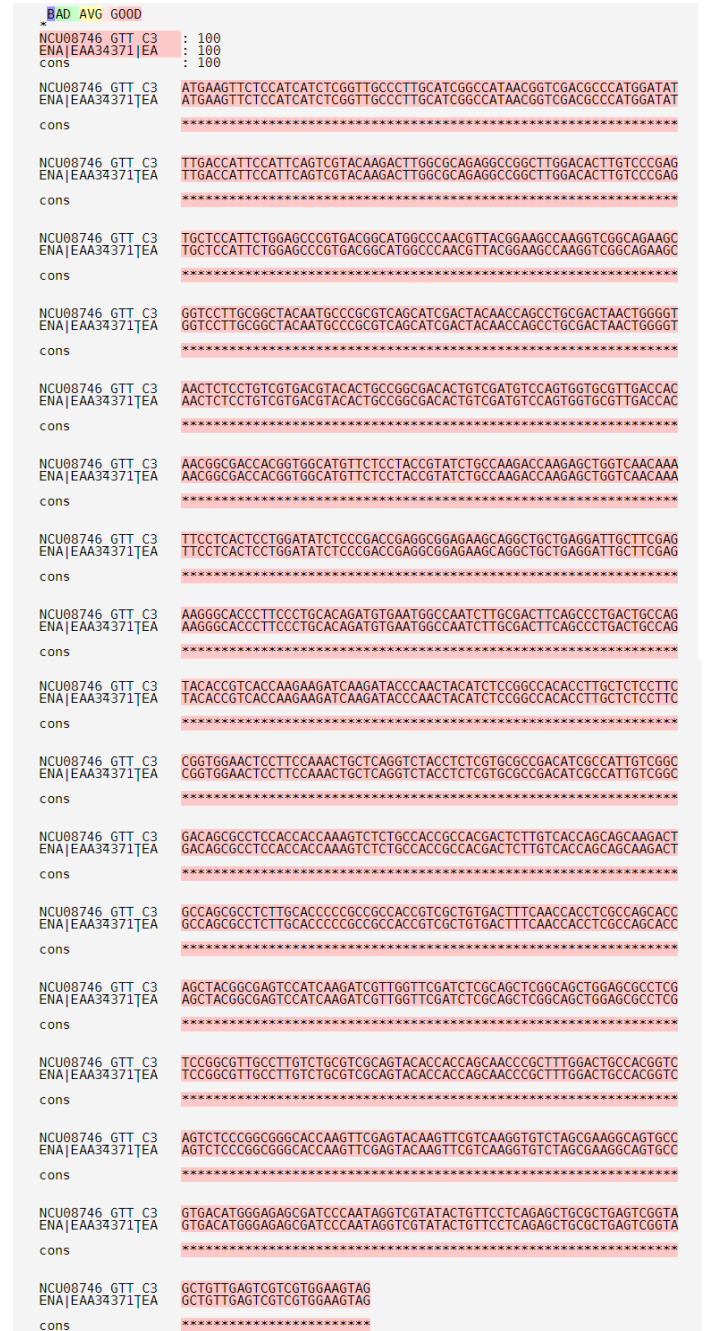 BAD AVG GOOD
*
NCU08746_GTT_C3 : 100
ENA|EAA34371|EA : 100
cons : 100
NCU08746_GTT_C3 ATGAAGTTCTCCATCATCTCGGTTGCCCTTGCATCGGCCATAACGGTCGACGCCCATGGATAT
ENA|EAA34371|EA ATGAAGTTCTCCATCATCTCGGTTGCCCTTGCATCGGCCATAACGGTCGACGCCCATGGATAT
cons **************************************************************
NCU08746_GTT_C3 TTGACCATTCCATTCAGTCGTACAAGACTTGGCGCAGAGGCCGGCTTGGACACTTGTCCCGAG
ENA|EAA34371|EA TTGACCATTCCATTCAGTCGTACAAGACTTGGCGCAGAGGCCGGCTTGGACACTTGTCCCGAG
cons **************************************************************
NCU08746_GTT_C3 TGCTCCATTCTGGAGCCCGTGACGGCATGGCCCAACGTTACGGAAGCCAAGGTCGGCAGAAGC
ENA|EAA34371|EA TGCTCCATTCTGGAGCCCGTGACGGCATGGCCCAACGTTACGGAAGCCAAGGTCGGCAGAAGC
cons **************************************************************
NCU08746_GTT_C3 GGTCCTTGCGGCTACAATGCCCGCGTCAGCATCGACTACAACCAGCCTGCGACTAACTGGGGT
ENA|EAA34371|EA GGTCCTTGCGGCTACAATGCCCGCGTCAGCATCGACTACAACCAGCCTGCGACTAACTGGGGT
cons **************************************************************
NCU08746_GTT_C3 AACTCTCCTGTCGTGACGTACACTGCCGGCGACACTGTCGATGTCCAGTGGTGCGTTGACCAC
ENA|EAA34371|EA AACTCTCCTGTCGTGACGTACACTGCCGGCGACACTGTCGATGTCCAGTGGTGCGTTGACCAC
cons **************************************************************
NCU08746_GTT_C3 AACGGCGACCACGGTGGCATGTTCTCCTACCGTATCTGCCAAGACCAAGAGCTGGTCAACAAA
ENA|EAA34371|EA AACGGCGACCACGGTGGCATGTTCTCCTACCGTATCTGCCAAGACCAAGAGCTGGTCAACAAA
cons **************************************************************
NCU08746_GTT_C3 TTCCTCACTCCTGGATATCTCCCGACCGAGGCGGAGAAGCAGGCTGCTGAGGATTGCTTCGAG
ENA|EAA34371|EA TTCCTCACTCCTGGATATCTCCCGACCGAGGCGGAGAAGCAGGCTGCTGAGGATTGCTTCGAG
cons **************************************************************
NCU08746_GTT_C3 AAGGGCACCCTTCCCTGCACAGATGTGAATGGCCAATCTTGCGACTTCAGCCCTGACTGCCAG
ENA|EAA34371|EA AAGGGCACCCTTCCCTGCACAGATGTGAATGGCCAATCTTGCGACTTCAGCCCTGACTGCCAG
cons **************************************************************
NCU08746_GTT_C3 TACACCGTCACCAAGAAGATCAAGATACCCAACTACATCTCCGGCCACACCTTGCTCTCCTTC
ENA|EAA34371|EA TACACCGTCACCAAGAAGATCAAGATACCCAACTACATCTCCGGCCACACCTTGCTCTCCTTC
cons **************************************************************
NCU08746_GTT_C3 CGGTGGAACTCCTTCCAAACTGCTCAGGTCTACCTCTCGTGCGCCGACATCGCCATTGTCGGC
ENA|EAA34371|EA CGGTGGAACTCCTTCCAAACTGCTCAGGTCTACCTCTCGTGCGCCGACATCGCCATTGTCGGC
cons **************************************************************
NCU08746_GTT_C3 GACAGCGCCTCCACCACCAAAGTCTCTGCCACCGCCACGACTCTTGTCACCAGCAGCAAGACT
ENA|EAA34371|EA GACAGCGCCTCCACCACCAAAGTCTCTGCCACCGCCACGACTCTTGTCACCAGCAGCAAGACT
cons **************************************************************
NCU08746_GTT_C3 GCCAGCGCCTCTTGCACCCCCGCCGCCACCGTCGCTGTGACTTTCAACCACCTCGCCAGCACC
ENA|EAA34371|EA GCCAGCGCCTCTTGCACCCCCGCCGCCACCGTCGCTGTGACTTTCAACCACCTCGCCAGCACC
cons **************************************************************
NCU08746_GTT_C3 AGCTACGGCGAGTCCATCAAGATCGTTGGTTCGATCTCGCAGCTCGGCAGCTGGAGCGCCTCG
ENA|EAA34371|EA AGCTACGGCGAGTCCATCAAGATCGTTGGTTCGATCTCGCAGCTCGGCAGCTGGAGCGCCTCG
cons **************************************************************
NCU08746_GTT_C3 TCCGGCGTTGCCTTGTCTGCGTCGCAGTACACCACCAGCAACCCGCTTTGGACTGCCACGGTC
ENA|EAA34371|EA TCCGGCGTTGCCTTGTCTGCGTCGCAGTACACCACCAGCAACCCGCTTTGGACTGCCACGGTC
cons **************************************************************
NCU08746_GTT_C3 AGTCTCCCGGCGGGCACCAAGTTCGAGTACAAGTTCGTCAAGGTGTCTAGCGAAGGCAGTGCC
ENA|EAA34371|EA AGTCTCCCGGCGGGCACCAAGTTCGAGTACAAGTTCGTCAAGGTGTCTAGCGAAGGCAGTGCC
cons **************************************************************
NCU08746_GTT_C3 GTGACATGGGAGAGCGATCCCAATAGGTCGTATACTGTTCCTCAGAGCTGCGCTGAGTCGGTA
ENA|EAA34371|EA GTGACATGGGAGAGCGATCCCAATAGGTCGTATACTGTTCCTCAGAGCTGCGCTGAGTCGGTA
cons **************************************************************
NCU08746_GTT_C3 GCTGTTGAGTCGTCGTGGAAGTAG
ENA|EAA34371|EA GCTGTTGAGTCGTCGTGGAAGTAG
cons ************************